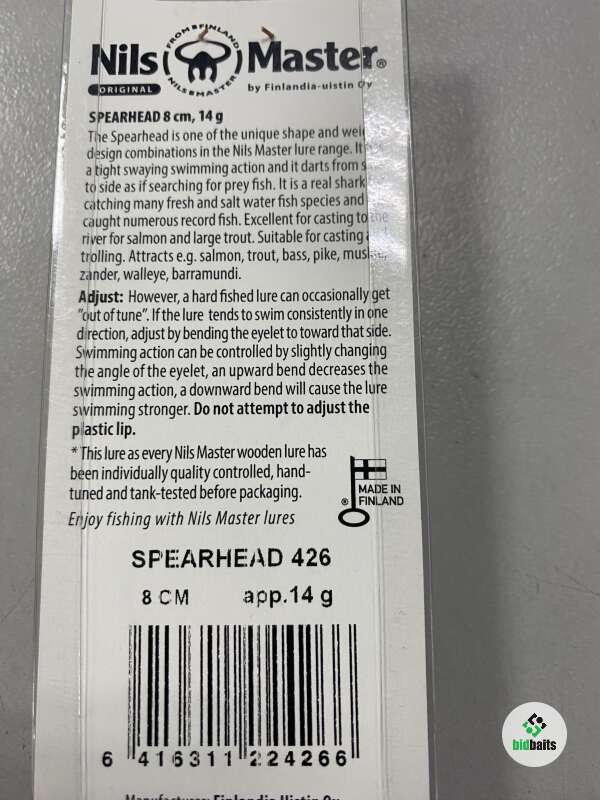 FROM FINLAND
Nils Master®
NILS MASTER
ORIGINAL
by Finlandia-uistin Oy
SPEARHEAD 8 cm, 14 g
The Spearhead is one of the unique shape and
design combinations in the Nils Master lure range. It
a tight swaying swimming action and it darts from
to side as if searching for prey fish. It is a real shark
catching many fresh and salt water fish species and
caught numerous record fish. Excellent for casting to the
river for salmon and large trout. Suitable for casting
trolling. Attracts e.g. salmon, trout, bass, pike,
zander, walleye, barramundi.
Adjust: However, a hard fished lure can occasionally get
"out of tune". If the lure tends to swim consistently in one
direction, adjust by bending the eyelet to toward that side.
Swimming action can be controlled by slightly changing
the angle of the eyelet, an upward bend decreases the
swimming action, a downward bend will cause the lure
swimming stronger. Do not attempt to adjust the
plastic lip.
* This lure as every Nils Master wooden lure has
been individually quality controlled, hand-
tuned and tank-tested before packaging.
Enjoy fishing with Nils Master lures
® MADE IN
FINLAND
SPEARHEAD 426
8 CM app.14 g
6 416311 224266
bidbaits